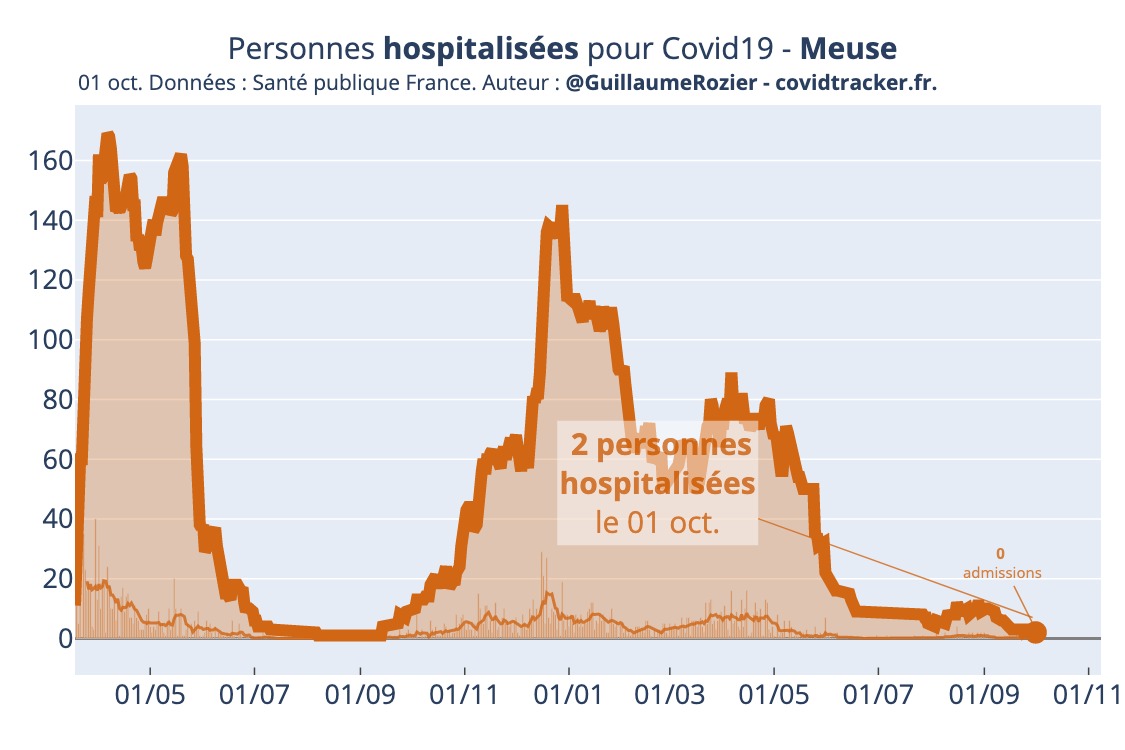 Personnes hospitalisées pour Covid19 - Meuse
01 oct. Données : Santé publique France. Auteur : @GuillaumeRozier - covidtracker.fr.
160
140
120
100
80
60
40
20
0
2 personnes
hospitalisées
le 01 oct.
0
admissions
01/05 01/07 01/09 01/11 01/01 01/03 01/05 01/07 01/09 01/11